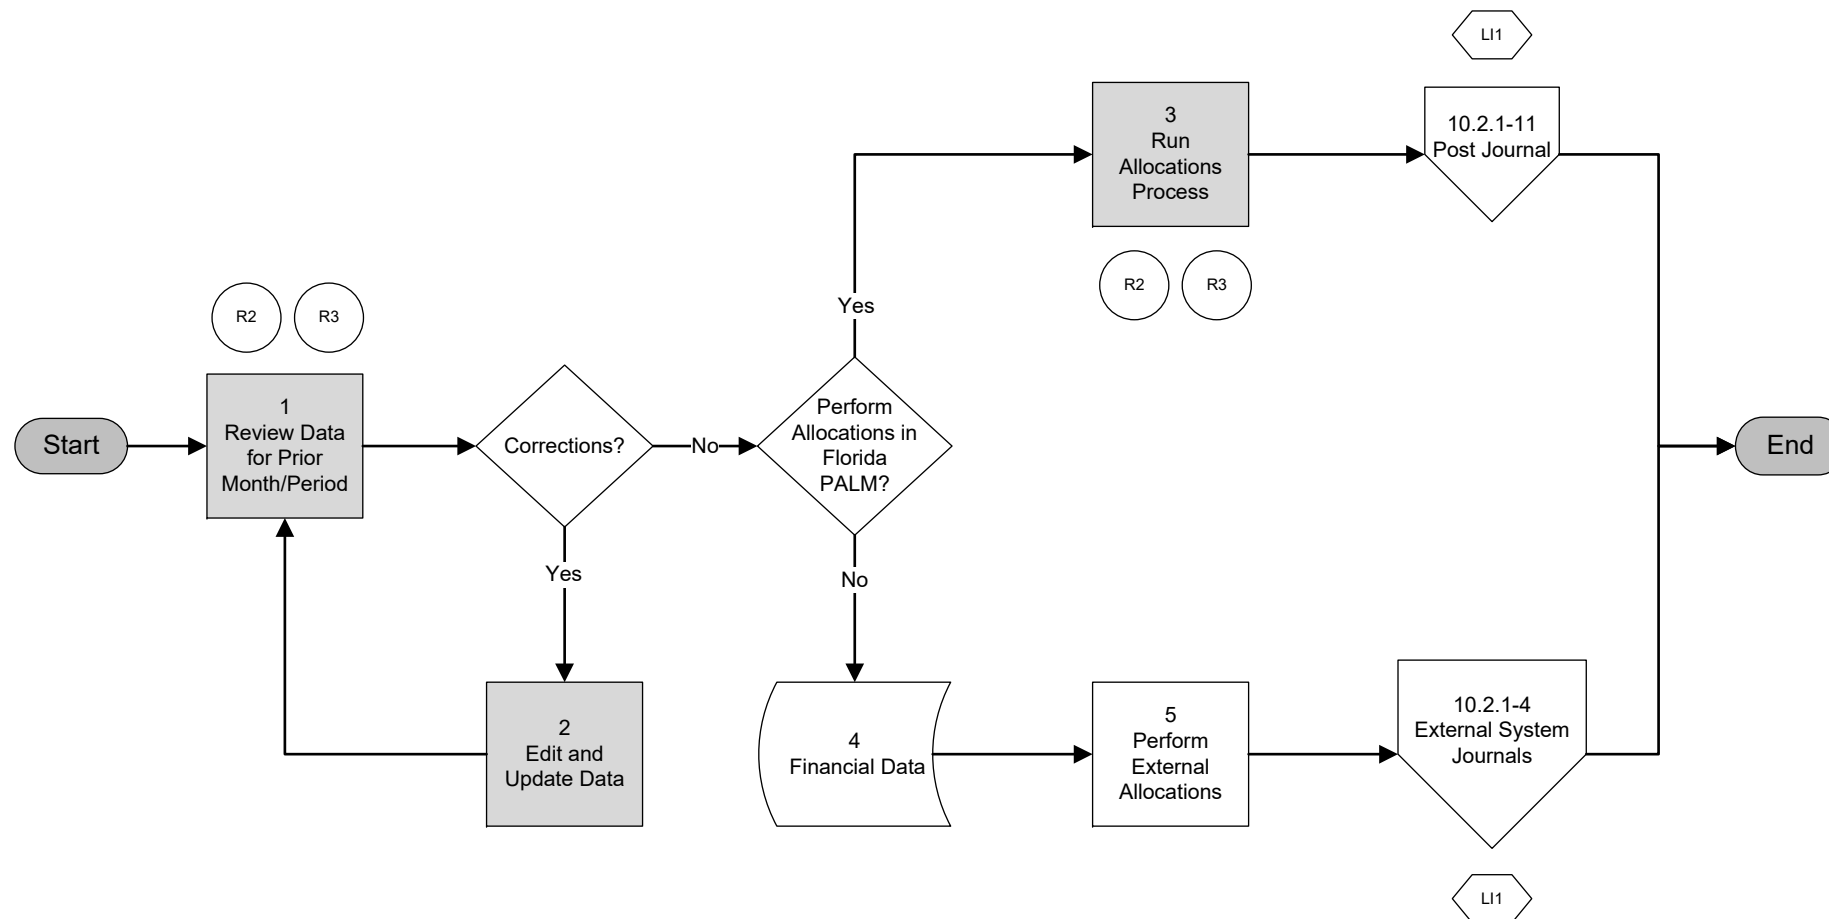 LI1
3
Run
Allocations
Process
10.2.1-11
Post Journal
R2
R3
Yes
R2
R3
Start
1
Review Data
for Prior
Month/Period
Corrections?
No
Perform
Allocations in
Florida
PALM?
End
Yes
No
2
Edit and
Update Data
4
Financial Data
5
Perform
External
Allocations
10.2.1-4
External System
Journals
LI1